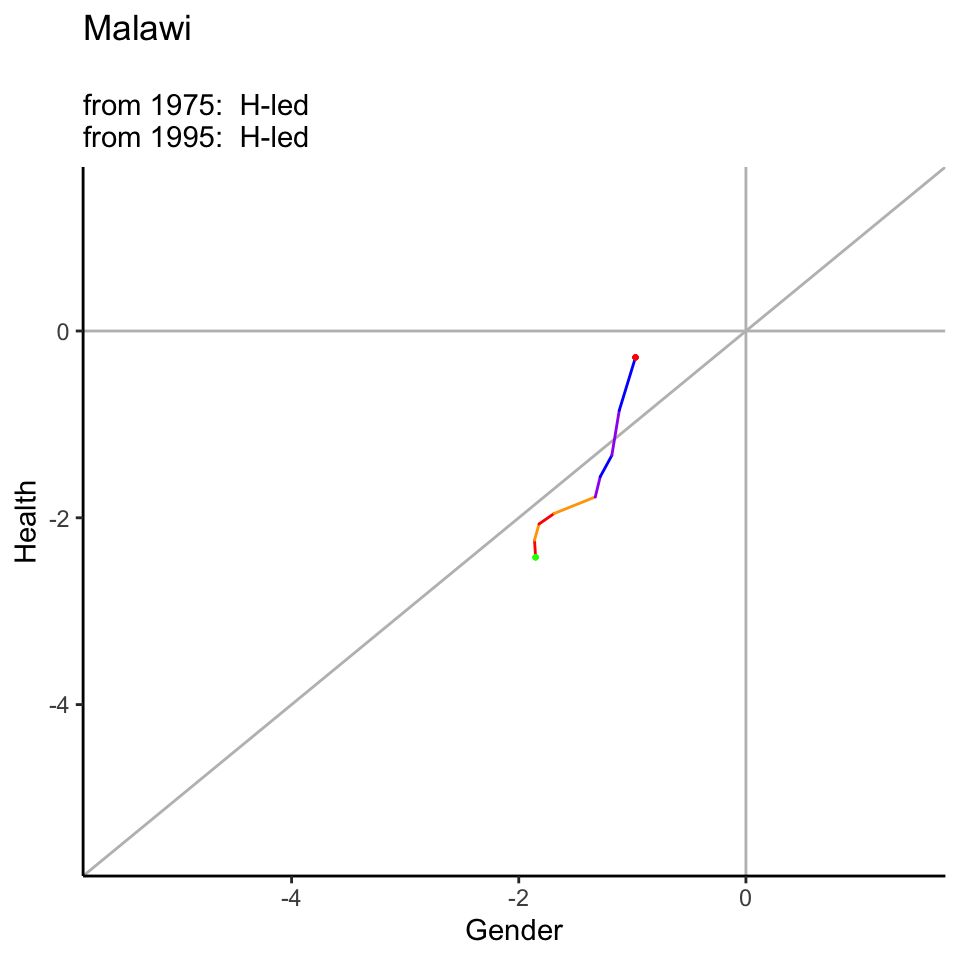 Malawi
from 1975:  H-led
from 1995:  H-led
Health
0
-2
-4
-4
-2
0
Gender